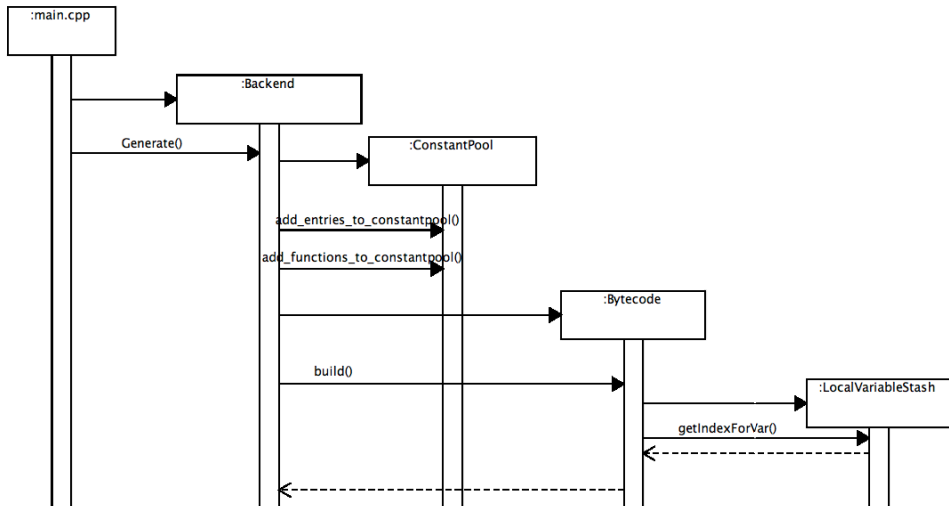 :main.cpp
:Backend
Generate()
:ConstantPool
add_entries_to_constantpool()
add_functions_to_constantpool()
:Bytecode
build()
:LocalVariableStash
getIndexForVar()